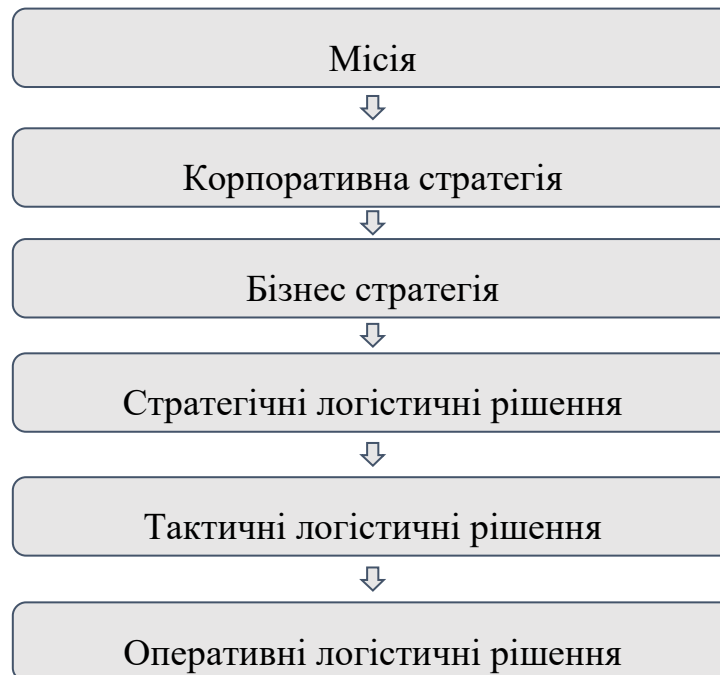 Місія
Корпоративна стратегія
Бізнес стратегія
Стратегічні логістичні рішення
Тактичні логістичні рішення
Оперативні логістичні рішення